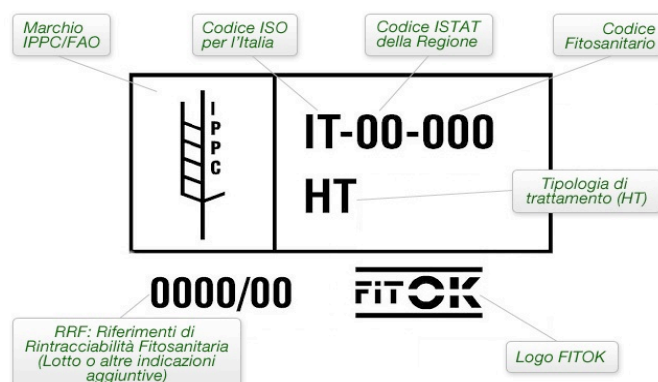 Marchio
IPPC/FAO
Codice ISO
per l'Italia
Codice ISTAT
della Regione
Codice
Fitosanitario
I
P
P
C
IT-00-000
HT
Tipologia di
trattamento (HT)
0000/00
FiTOK
RRF: Riferimenti di
Rintracciabilità Fitosanitaria
(Lotto o altre indicazioni
aggiuntive)
Logo FITOK